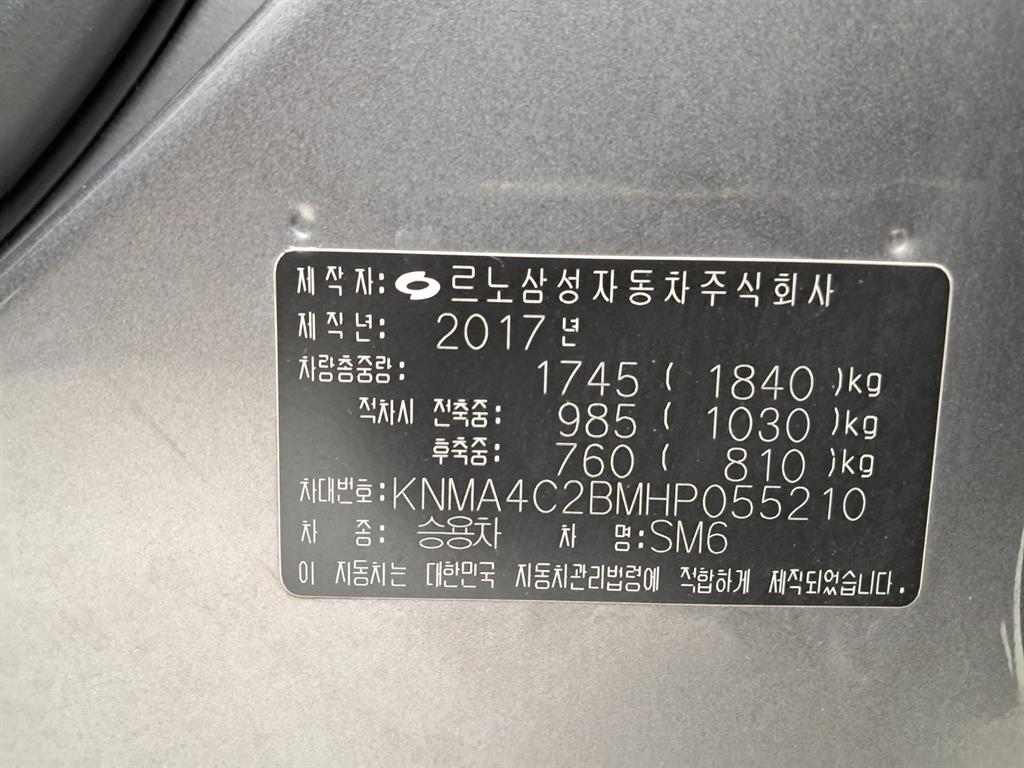 제 작 자: 르노삼성자동차주식회사
제 작 년: 2017 년
차량총중량: 1745 ( 1840 )kg
적차시 전축중: 985 ( 1030 )kg
후축중: 760 ( 810 )kg
차대번호: KNMA4C2BMHP055210
차 종: 승용차 차 명: SM6
이 자동차는 대한민국 자동차관리법령에 적합하게 제작되었습니다.